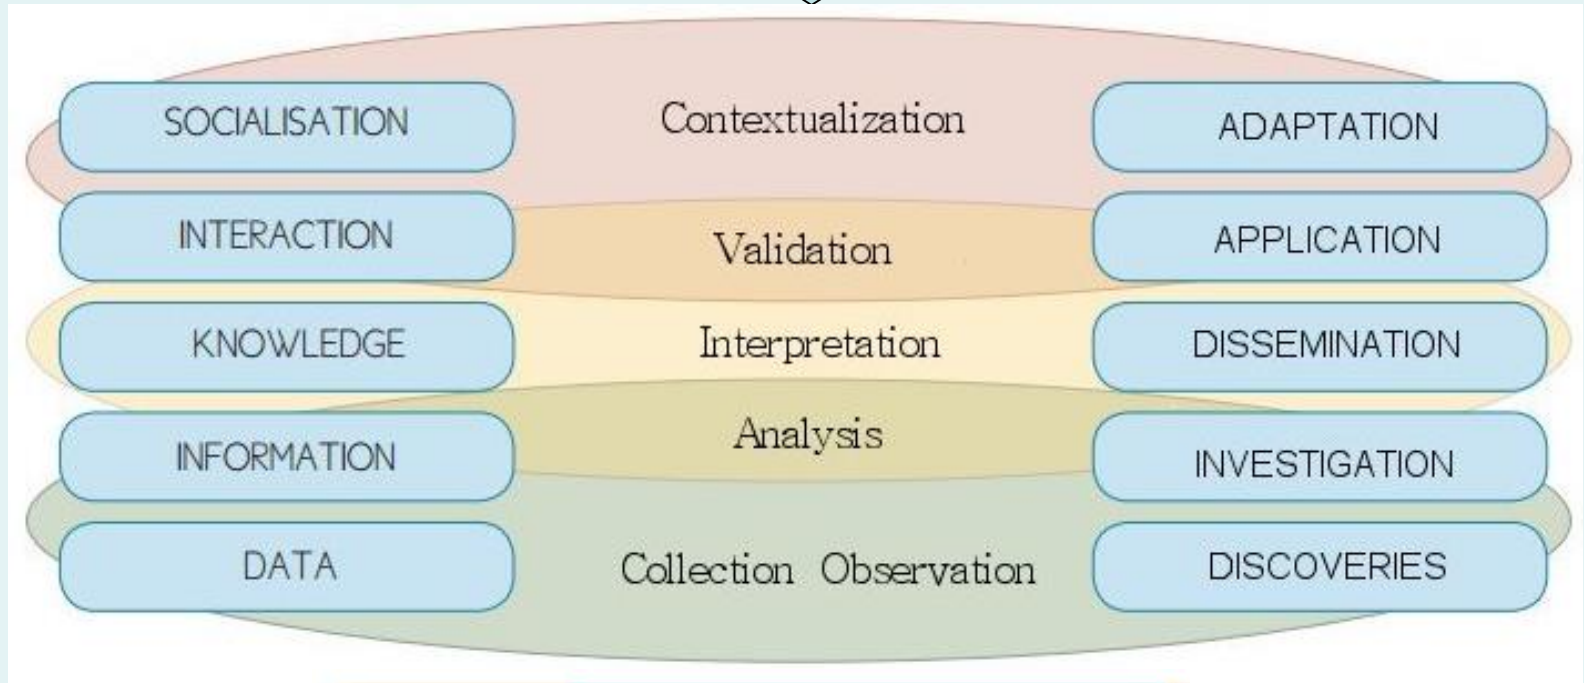 SOCIALISATION Contextualization ADAPTATION
INTERACTION Validation APPLICATION
KNOWLEDGE Interpretation DISSEMINATION
INFORMATION Analysis INVESTIGATION
DATA Collection Observation DISCOVERIES